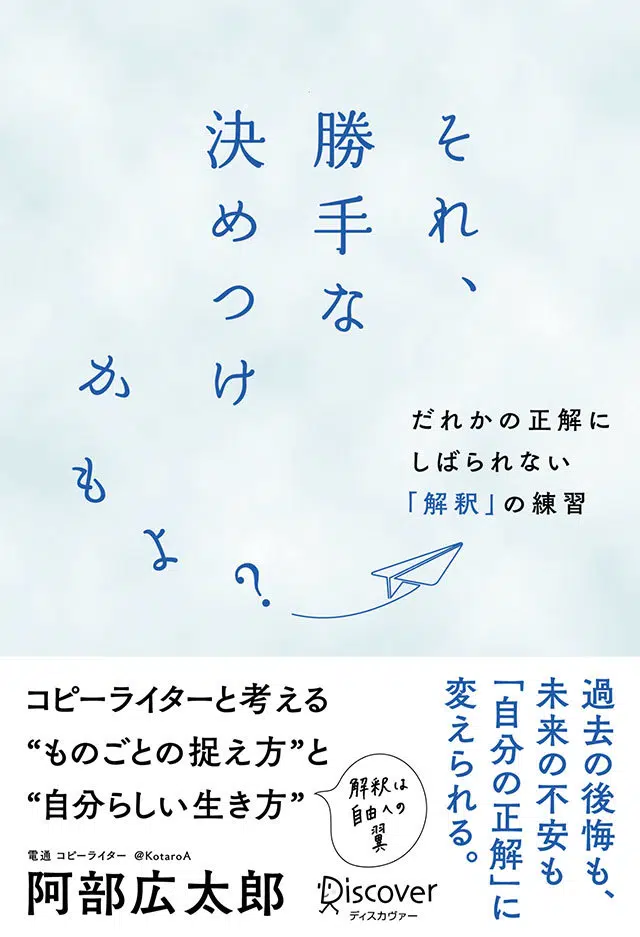 それ、
勝手な
決めつけ
かもよ?
だれかの正解に
しばられない
「解釈」の練習
過去の後悔も、
未来の不安も
「自分の正解」に
変えられる。
コピーライターと考える
“ものごとの捉え方”と
“自分らしい生き方”
解釈は
自由への
翼
電通 コピーライター @KotaroA
阿部広太郎
Discover
ディスカヴァー